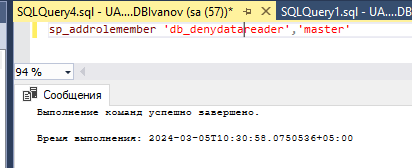 SQLQuery4.sql - UA....DBIvanov (sa (57))*
SQLQuery1.sql - UA....DB
sp_addrolemember 'db_denydatareader','master'
94 %
Сообщения
Выполнение команд успешно завершено.
Время выполнения: 2024-03-05T10:30:58.0750536+05:00